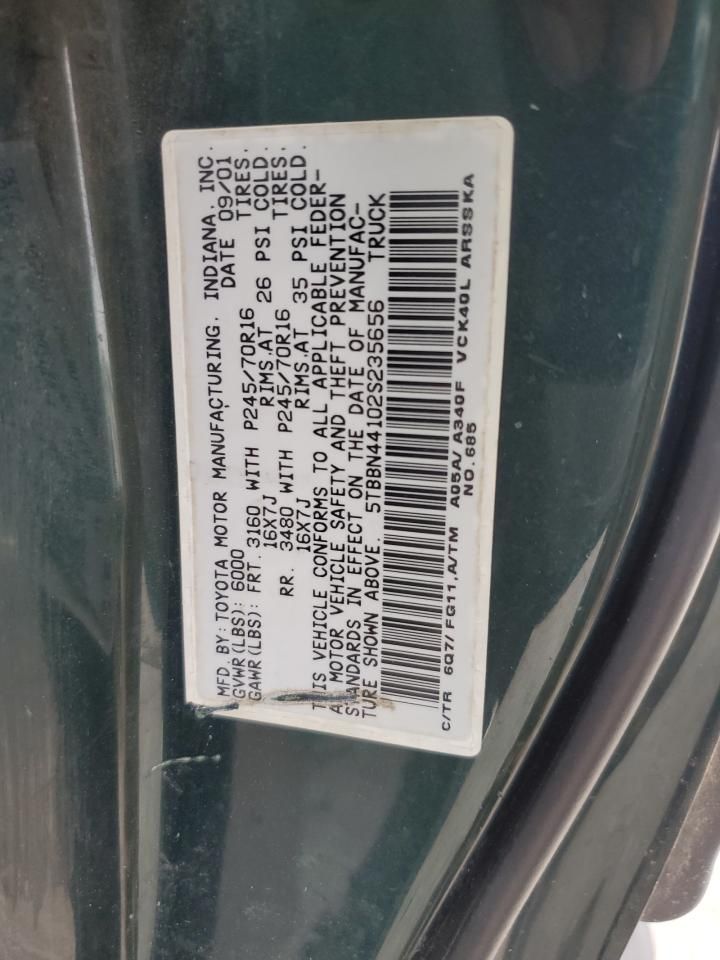 MFD. BY: TOYOTA MOTOR MANUFACTURING, INDIANA, INC.
GVWR(LBS): 6000 DATE 09/01
GAWR(LBS): FRT. 3160 WITH P245/70R16 TIRES,
16X7J RIMS,AT 26 PSI COLD.
RR. 3480 WITH P245/70R16 TIRES,
16X7J RIMS,AT 35 PSI COLD.
THIS VEHICLE CONFORMS TO ALL APPLICABLE FEDER-
AL MOTOR VEHICLE SAFETY AND THEFT PREVENTION
STANDARDS IN EFFECT ON THE DATE OF MANUFAC-
TURE SHOWN ABOVE. 5TBBN44102S235656 TRUCK
C/TR 6Q7/ FG11,A/TM A05A/ A340F VCK40L ARSSKA
NO.685